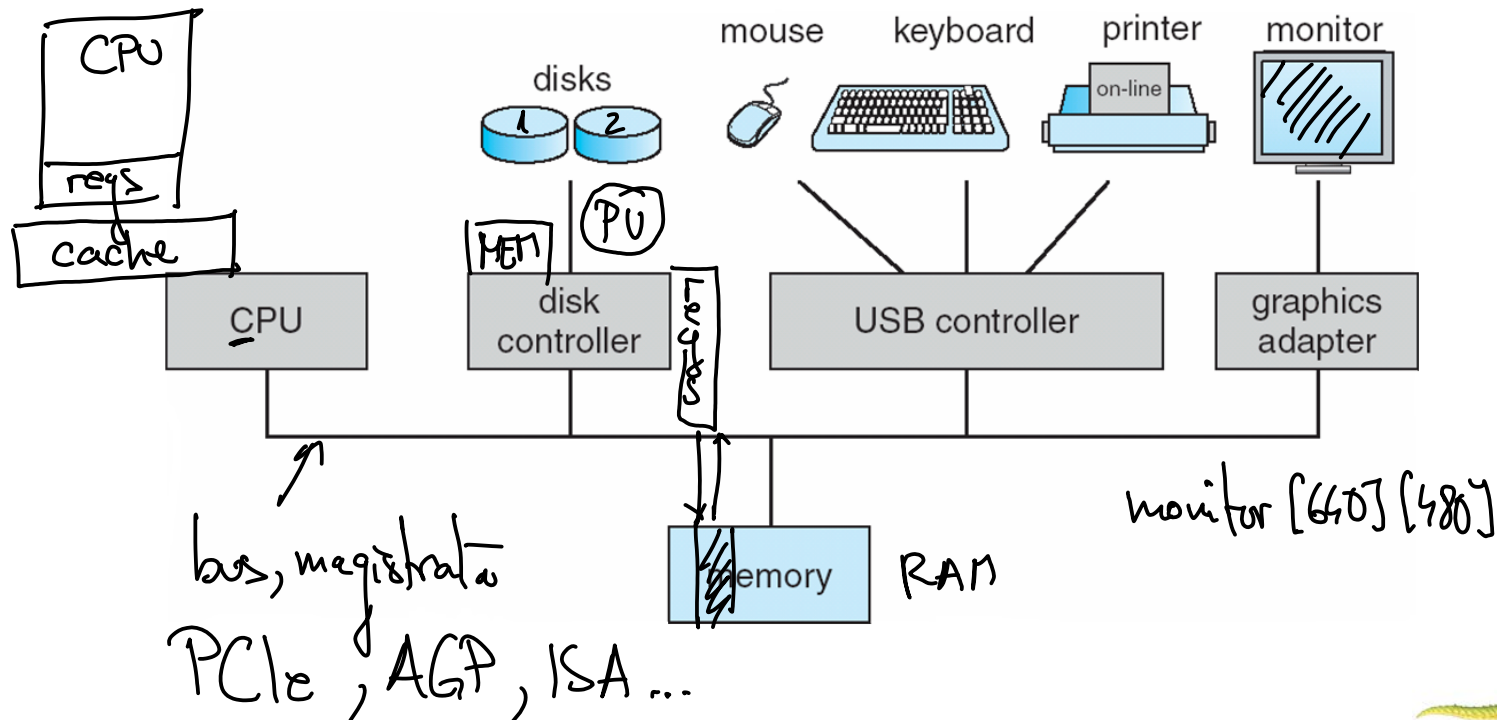 mouse keyboard printer monitor
CPU
disks
on-line
1 2
regs
PU
cache
MEM
CPU
disk
controller
USB controller
graphics
adapter
monitor [640] [480]
bus,
memory
RAM
PCIe, AGP, ISA...